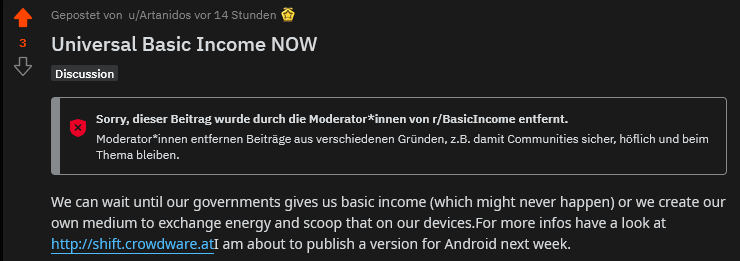 Gepostet von u/Artanidos vor 14 Stunden
3
Universal Basic Income NOW
Discussion
Sorry, dieser Beitrag wurde durch die Moderator*innen von r/BasicIncome entfernt.
Moderator*innen entfernen Beiträge aus verschiedenen Gründen, z.B. damit Communities sicher, höflich und beim
Thema bleiben.
We can wait until our governments gives us basic income (which might never happen) or we create our
own medium to exchange energy and scoop that on our devices.For more infos have a look at
http://shift.crowdware.atI am about to publish a version for Android next week.